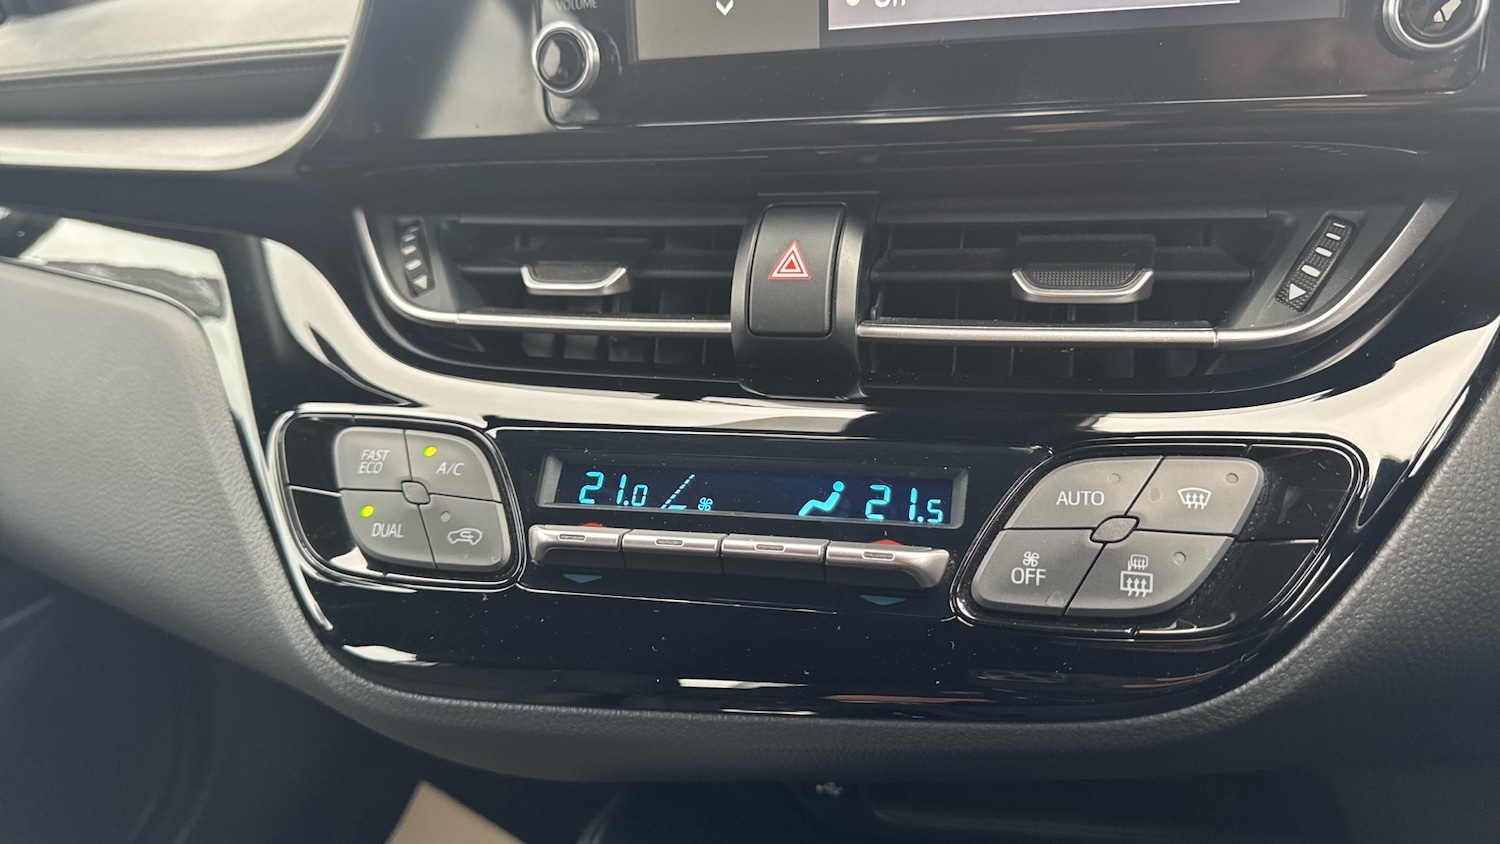 VOLUME
FAST
ECO
A/C
DUAL
21.0
21.5
AUTO
OFF